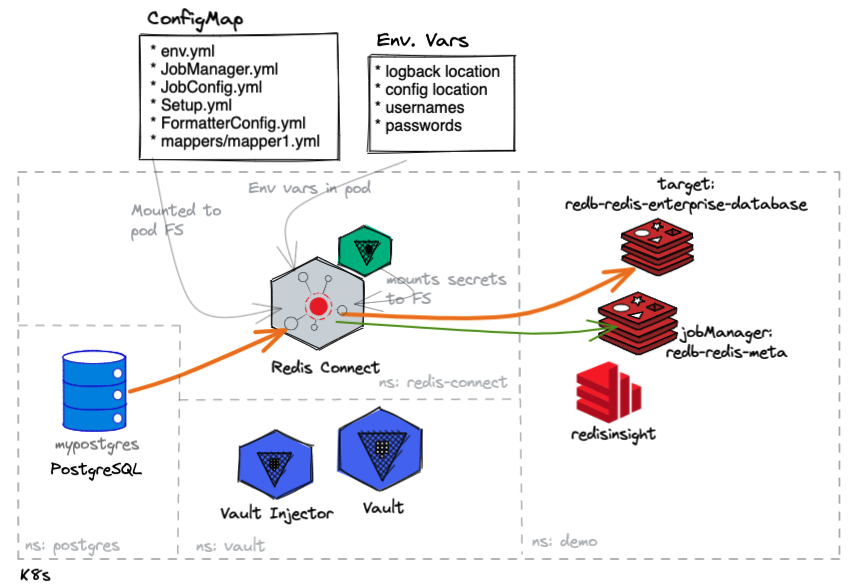 ConfigMap
* env.yml
* JobManager.yml
* JobConfig.yml
* Setup.yml
* FormatterConfig.yml
* mappers/mapper1.yml
Env. Vars
* logback location
* config location
* usernames
* passwords
Mounted to
pod FS
Env vars in pod
mounts secrets
to FS
Redis Connect
ns: redis-connect
target:
redb-redis-enterprise-database
jobManager:
redb-redis-meta
redisinsight
mypostgres
PostgreSQL
ns: postgres
Vault Injector
Vault
ns: vault
ns: demo
K8s